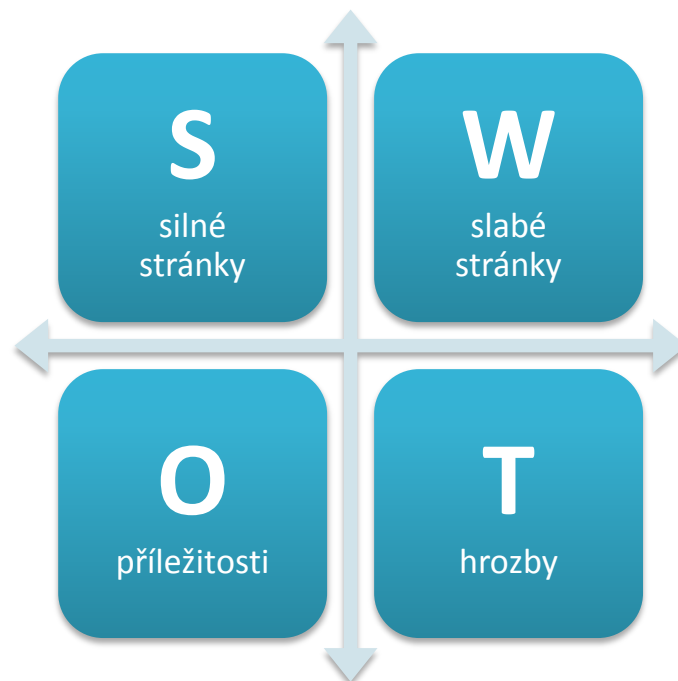 S
silné
stránky
W
slabé
stránky
O
příležitosti
T
hrozby